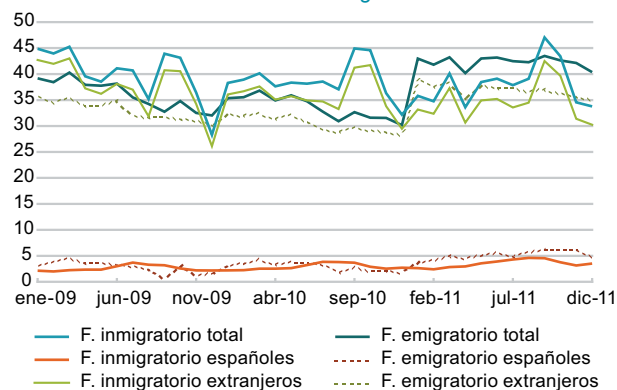 50
45
40
35
30
25
20
15
10
5
0
ene-09 jun-09 nov-09 abr-10 sep-10 feb-11 jul-11 dic-11
F. inmigratorio total F. emigratorio total
F. inmigratorio españoles F. emigratorio españoles
F. inmigratorio extranjeros F. emigratorio extranjeros